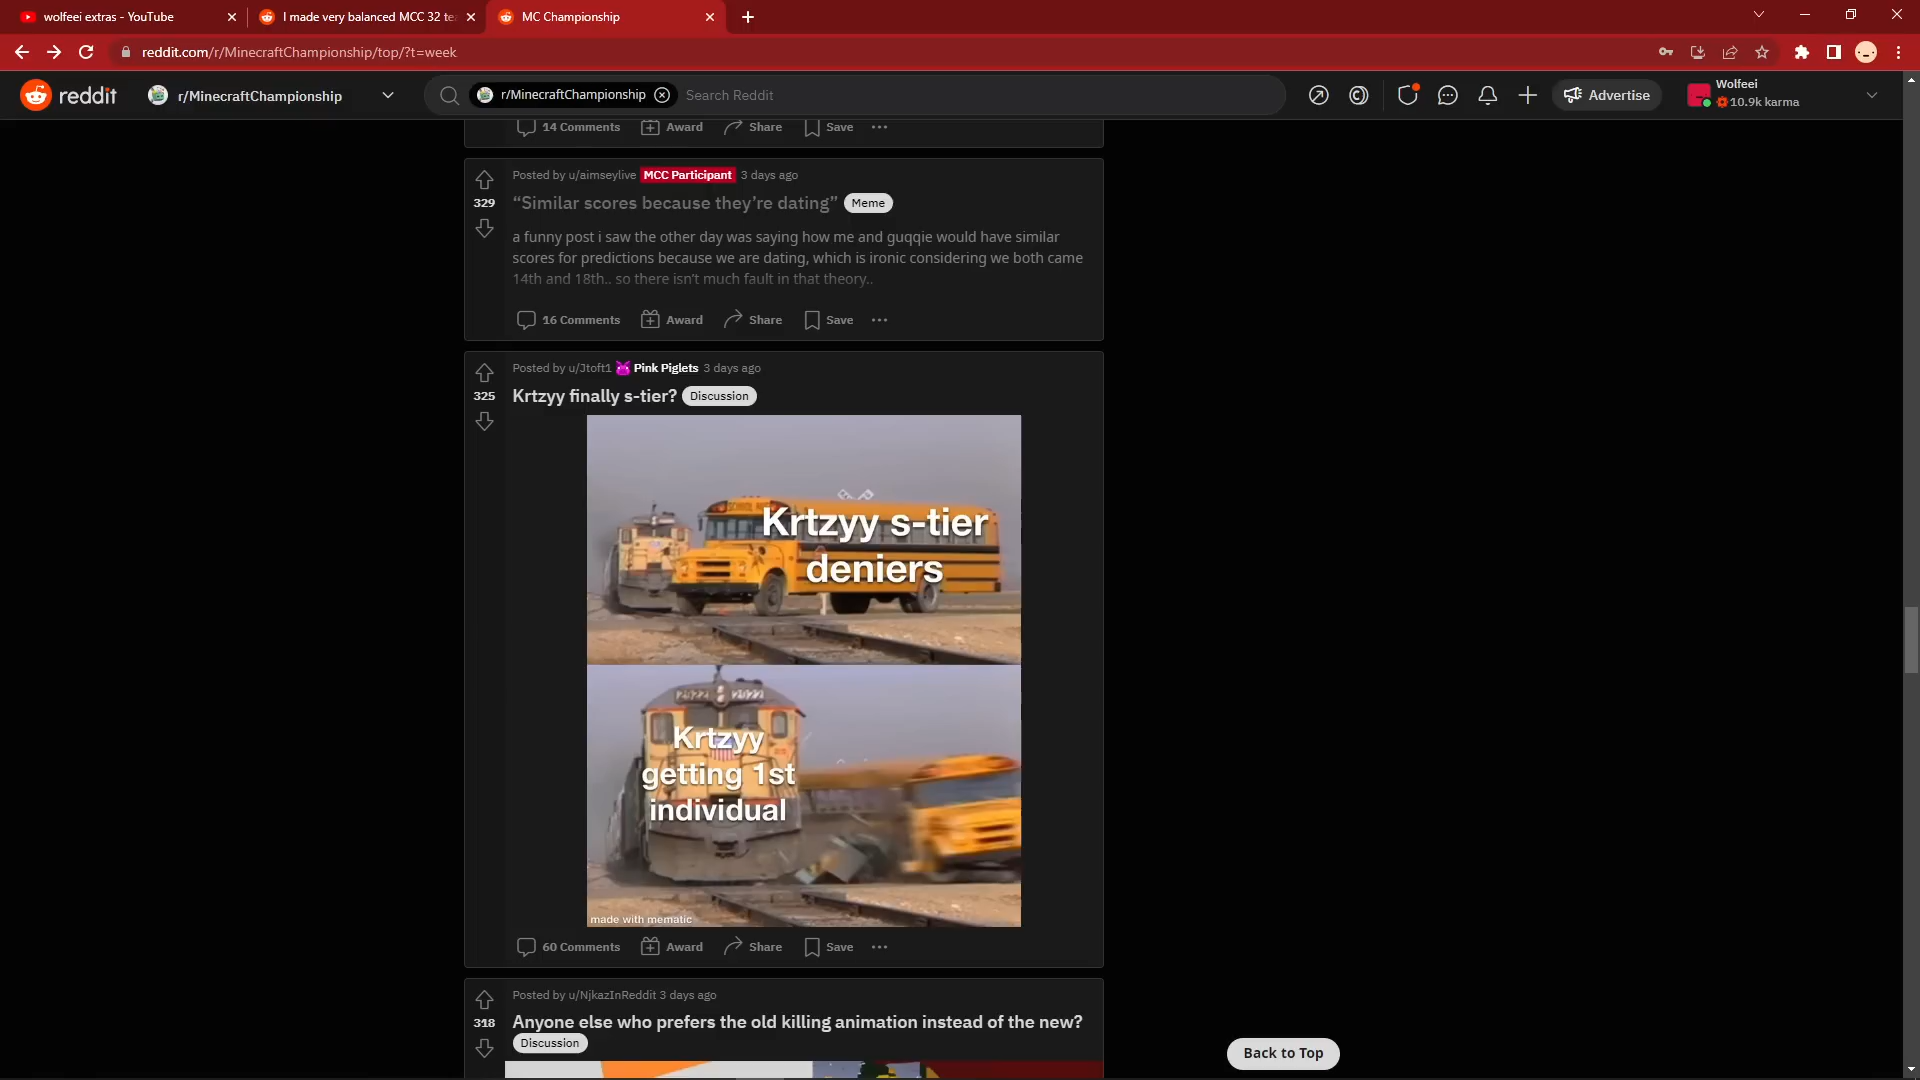 wolfeei extras - YouTube
I made very balanced MCC 32 te
MC Championship
reddit.com/r/MinecraftChampionship/top/?t=week
reddit
r/MinecraftChampionship
r/MinecraftChampionship
Search Reddit
Advertise
Wolfeei
10.9k karma
14 Comments Award Share Save
Posted by u/aimseylive MCC Participant 3 days ago
329
“Similar scores because they’re dating” Meme
a funny post i saw the other day was saying how me and guqqie would have similar
scores for predictions because we are dating, which is ironic considering we both came
14th and 18th.. so there isn’t much fault in that theory..
16 Comments Award Share Save
Posted by u/Jtoft1 Pink Piglets 3 days ago
325
Krtzyy finally s-tier? Discussion
SCHOOL BUS
Krtzyy s-tier
deniers
2922 2922
Krtzyy
getting 1st
individual
made with mematic
60 Comments Award Share Save
Posted by u/NjkazInReddit 3 days ago
318
Anyone else who prefers the old killing animation instead of the new?
Discussion
Back to Top